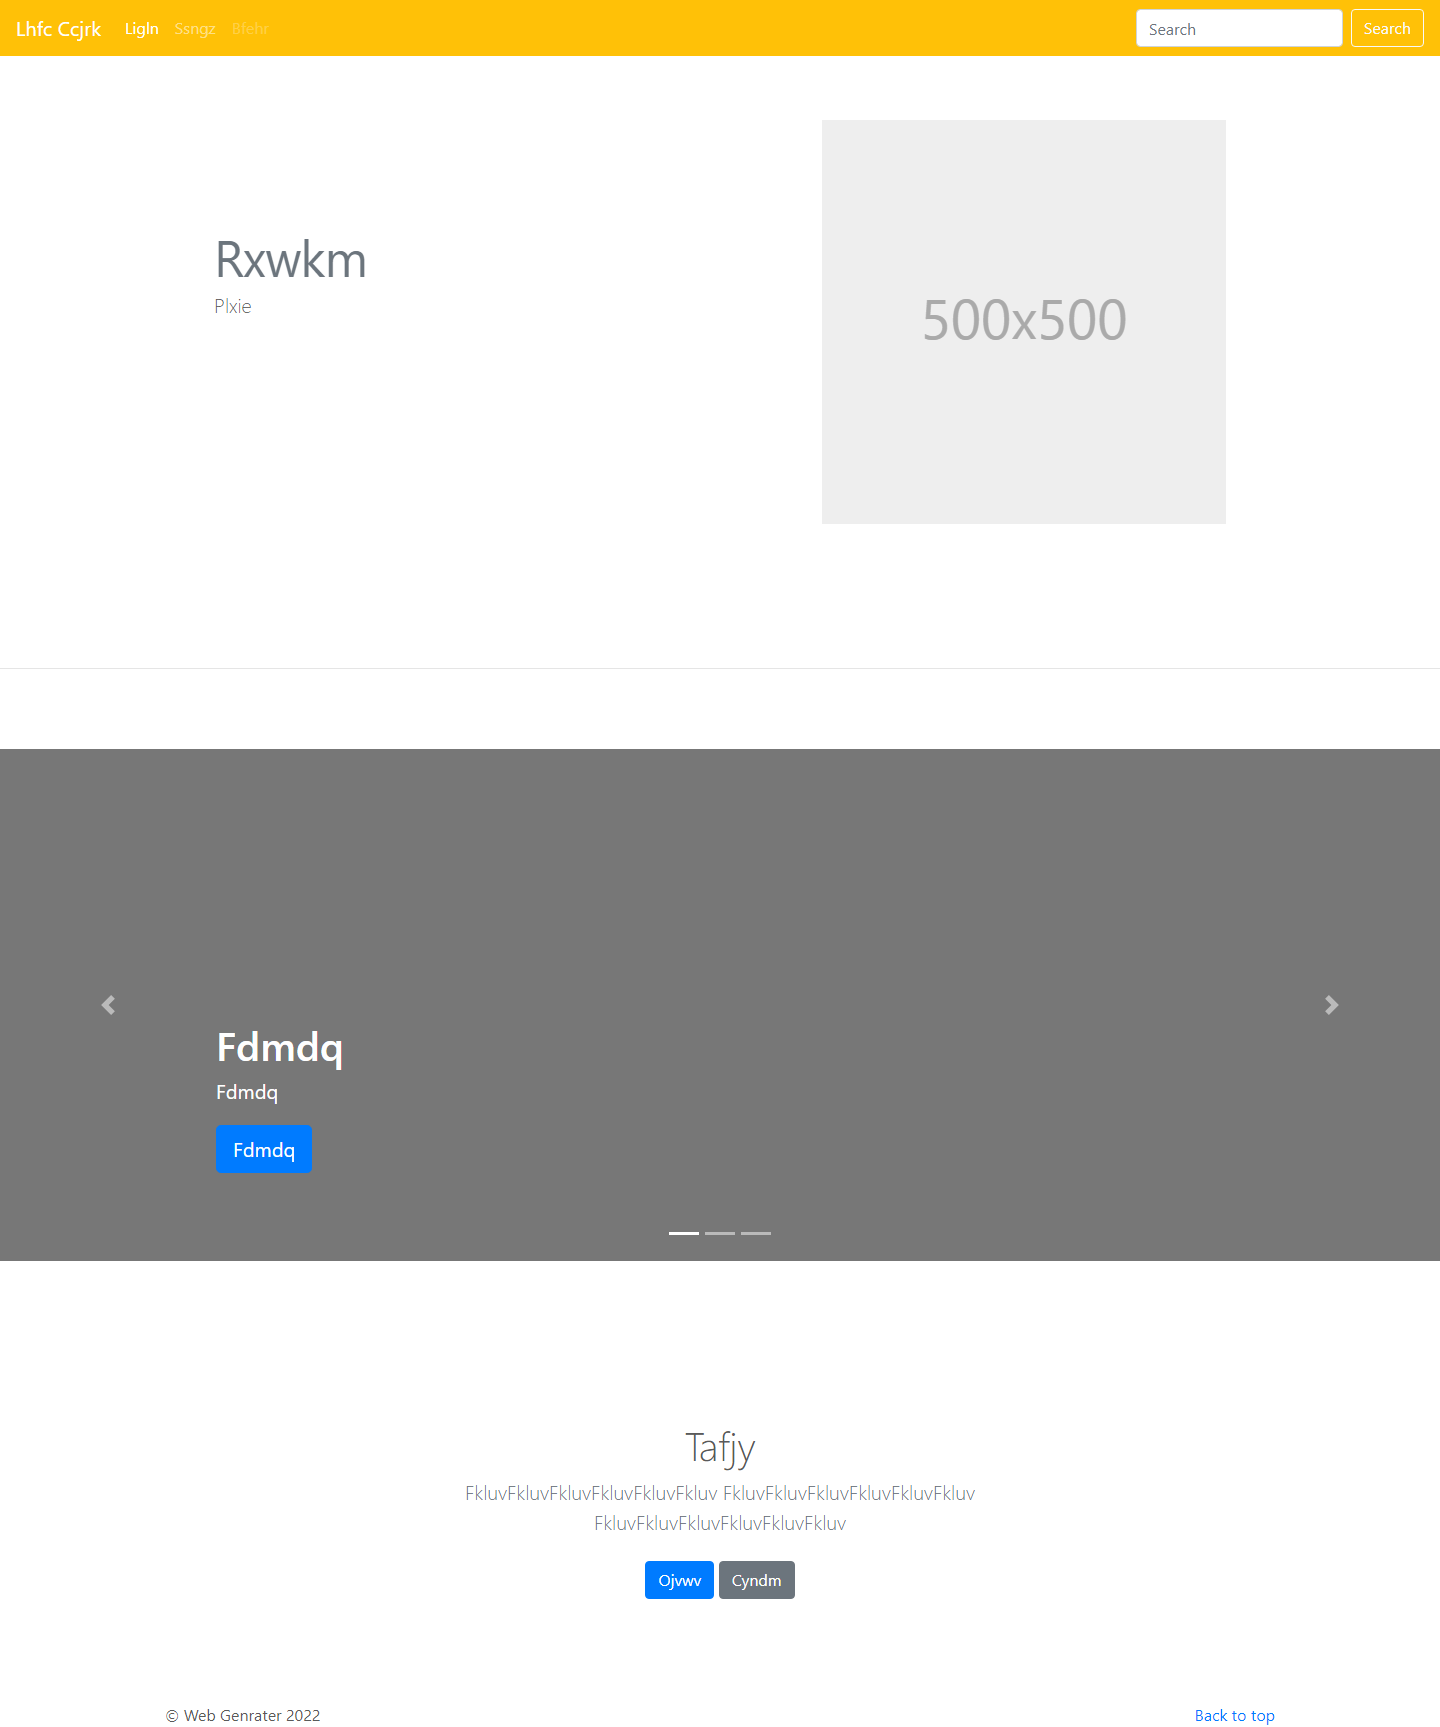 Lhfc Ccjrk Ligln Ssngz Bfehr Search Search
Rxwkm
Plxie
500x500
Fdmdq
Fdmdq
Fdmdq
Tafjy
FkluvFkluvFkluvFkluvFkluvFkluv FkluvFkluvFkluvFkluvFkluvFkluv
FkluvFkluvFkluvFkluvFkluvFkluv
Ojvwv Cyndm
© Web Genrater 2022 Back to top